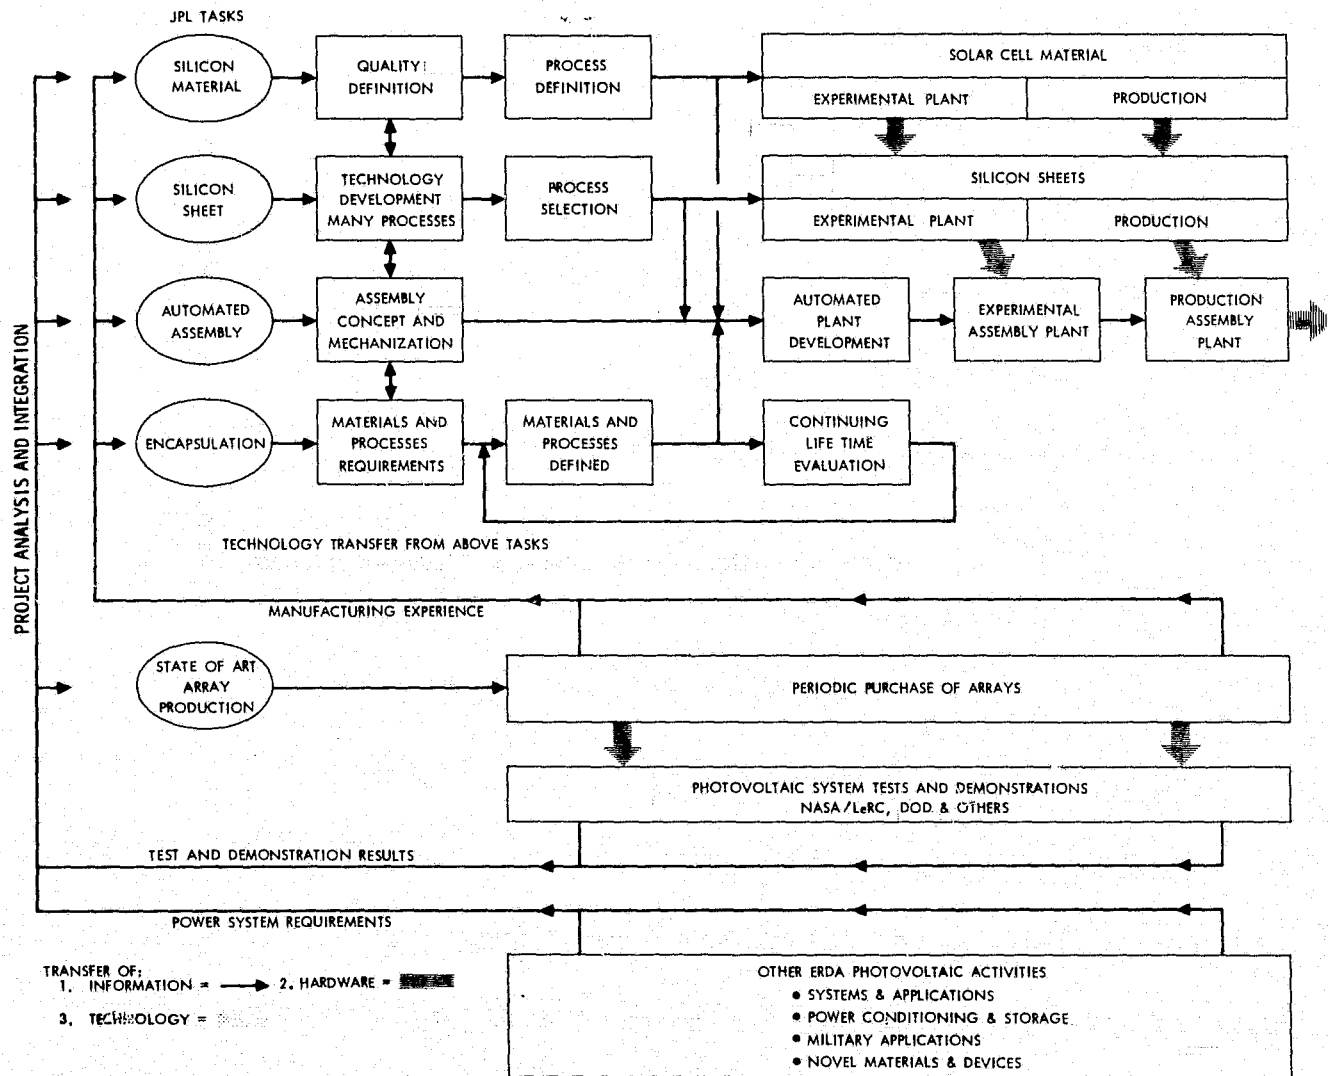 JPL TASKS
SILICON
MATERIAL
QUALITY
DEFINITION
PROCESS
DEFINITION
SOLAR CELL MATERIAL
EXPERIMENTAL PLANT
PRODUCTION
SILICON
SHEET
TECHNOLOGY
DEVELOPMENT
MANY PROCESSES
PROCESS
SELECTION
SILICON SHEETS
EXPERIMENTAL PLANT
PRODUCTION
AUTOMATED
ASSEMBLY
ASSEMBLY
CONCEPT AND
MECHANIZATION
AUTOMATED
PLANT
DEVELOPMENT
EXPERIMENTAL
ASSEMBLY PLANT
PRODUCTION
ASSEMBLY
PLANT
ENCAPSULATION
MATERIALS AND
PROCESSES
REQUIREMENTS
MATERIALS AND
PROCESSES
DEFINED
CONTINUING
LIFE TIME
EVALUATION
PROJECT ANALYSIS AND INTEGRATION
TECHNOLOGY TRANSFER FROM ABOVE TASKS
MANUFACTURING EXPERIENCE
STATE OF ART
ARRAY
PRODUCTION
PERIODIC PURCHASE OF ARRAYS
PHOTOVOLTAIC SYSTEM TESTS AND DEMONSTRATIONS
NASA/LeRC, DOD & OTHERS
TEST AND DEMONSTRATION RESULTS
POWER SYSTEM REQUIREMENTS
TRANSFER OF:
1. INFORMATION = 2. HARDWARE =
3. TECHNOLOGY =
OTHER ERDA PHOTOVOLTAIC ACTIVITIES
• SYSTEMS & APPLICATIONS
• POWER CONDITIONING & STORAGE
• MILITARY APPLICATIONS
• NOVEL MATERIALS & DEVICES